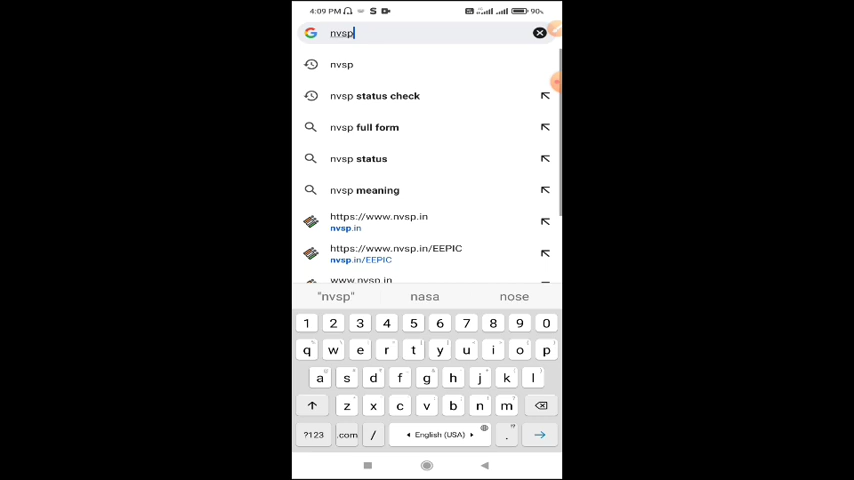 4:09 PM S 90%
nvsp
nvsp
nvsp status check
nvsp full form
nvsp status
nvsp meaning
https://www.nvsp.in
nvsp.in
https://www.nvsp.in/EEPIC
nvsp.in/EEPIC
www.nvsp.in
"nvsp" nasa nose
1 2 3 4 5 6 7 8 9 0
q w e r t y u i o p
a s d f g h j k l
z x c v b n m
?123 .com / English (USA) .